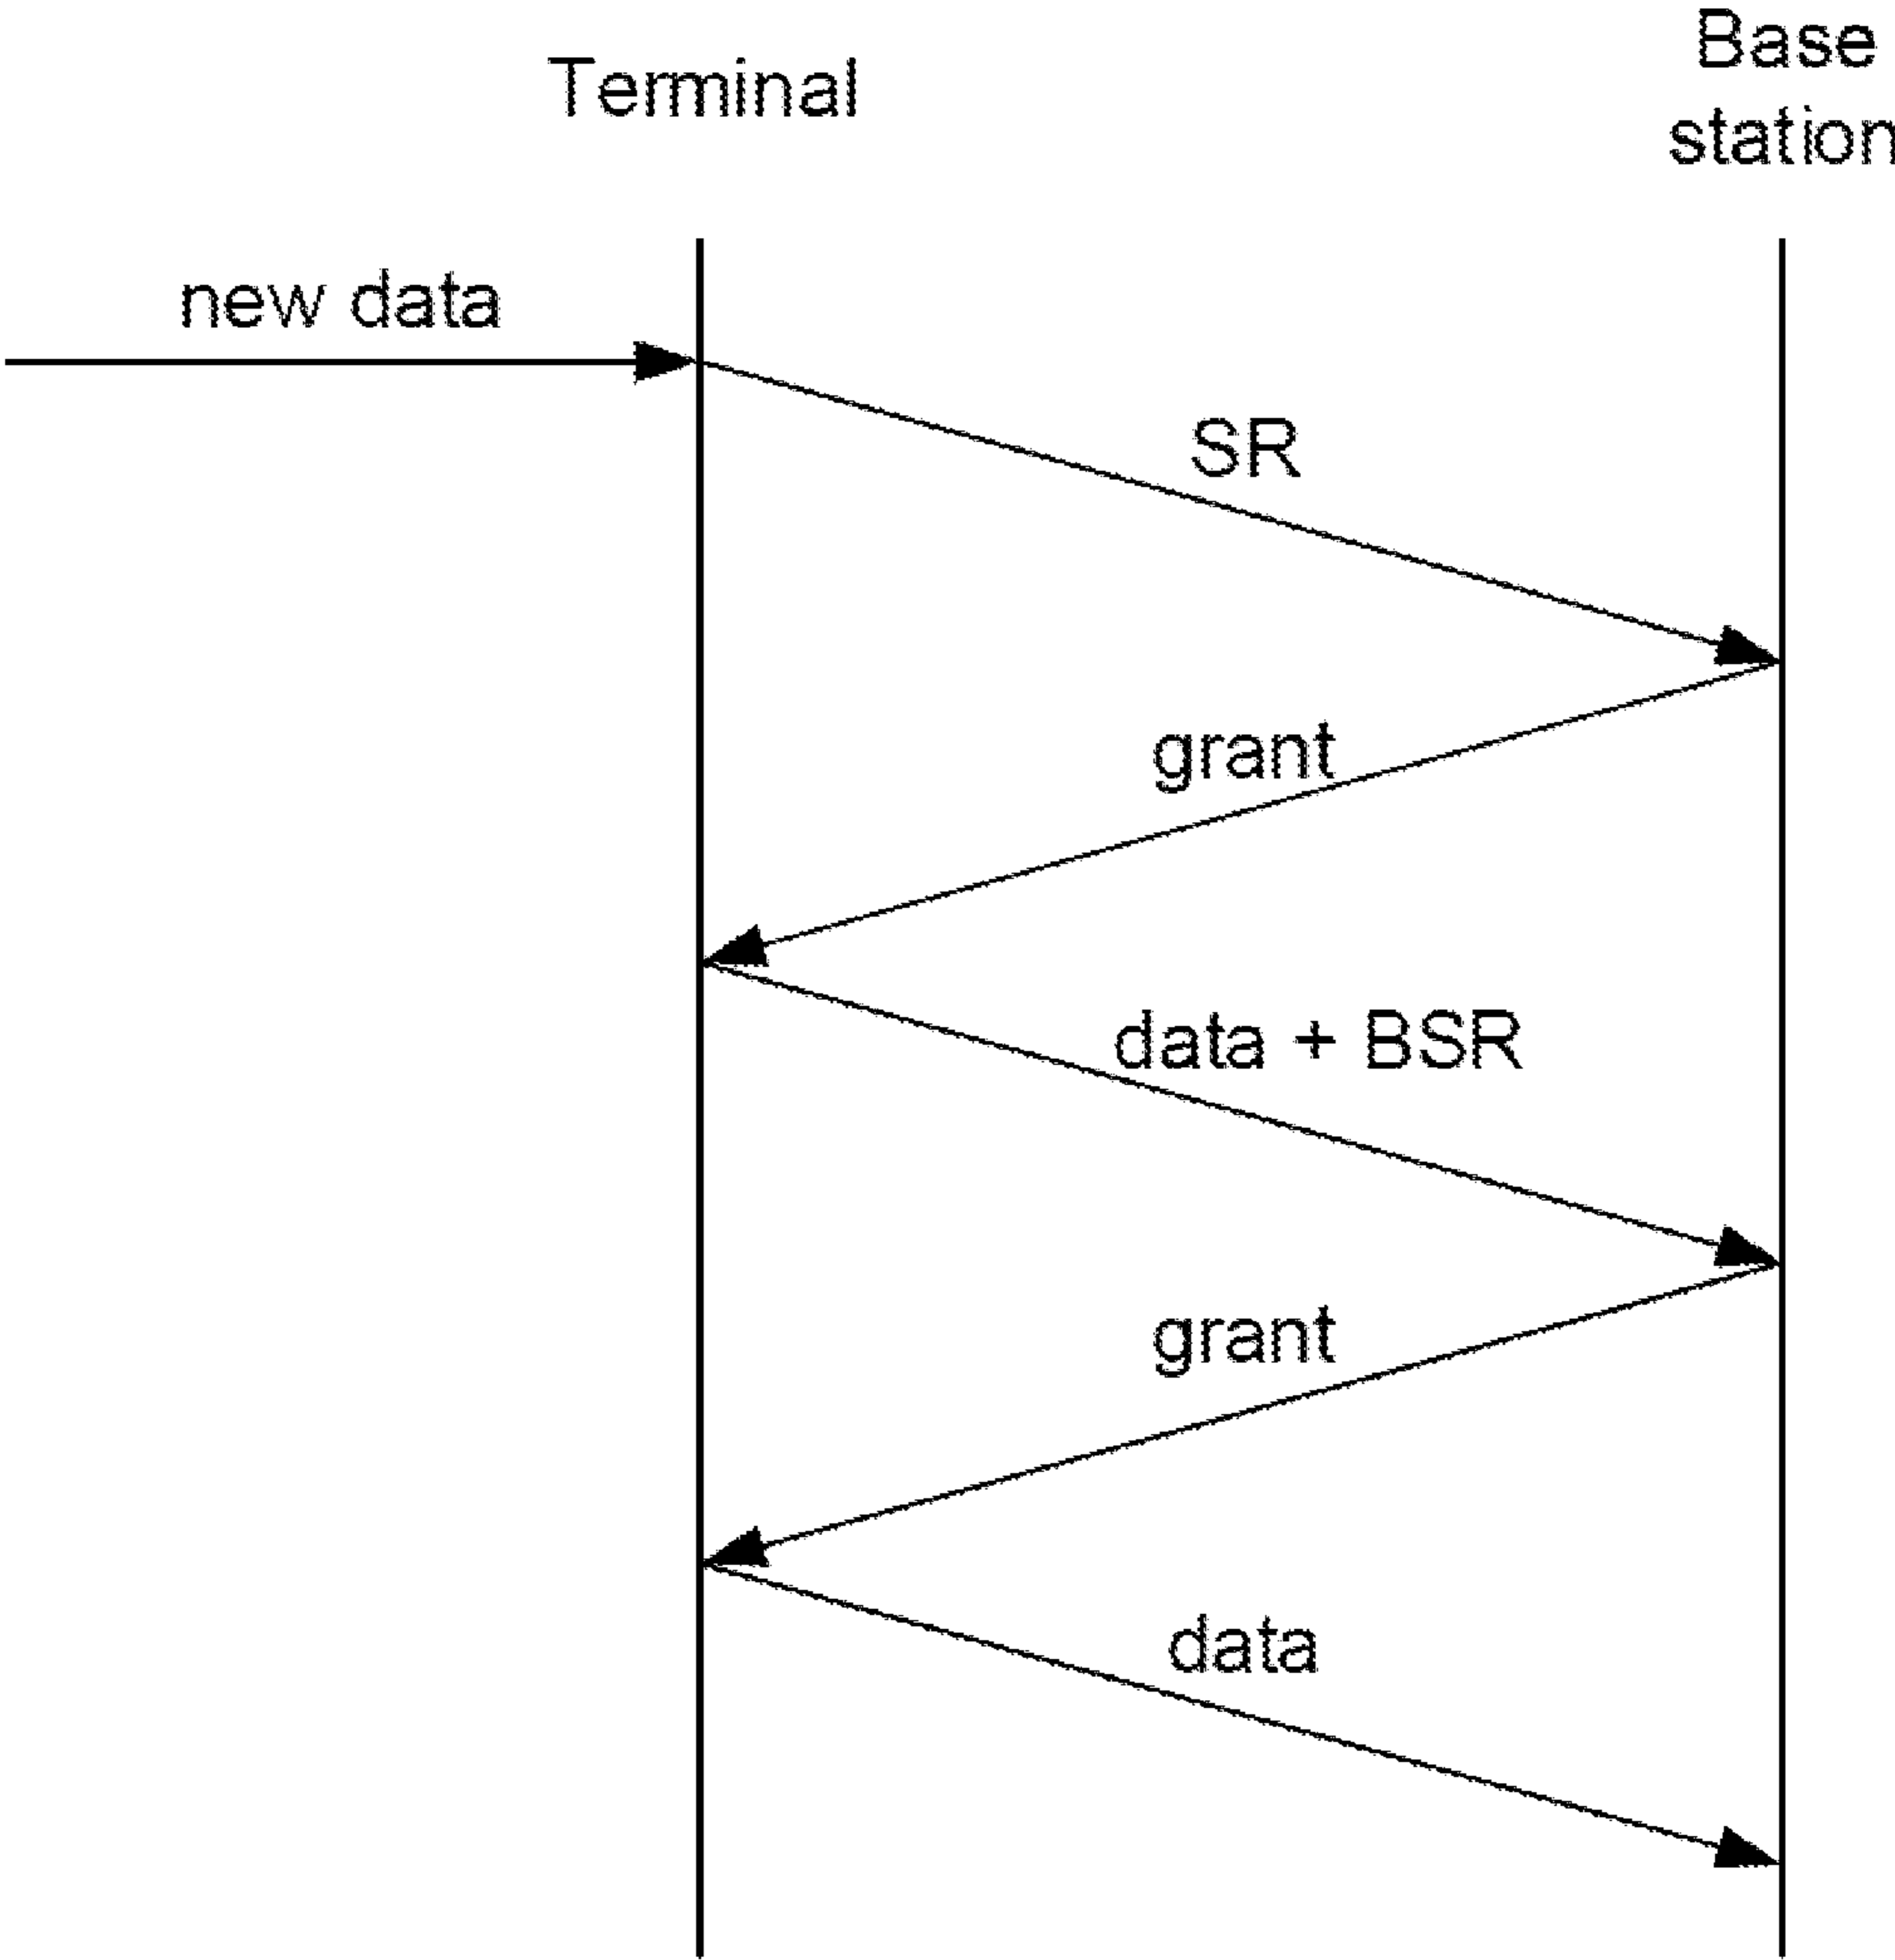 Terminal
Base
station
new data
SR
grant
data + BSR
grant
data